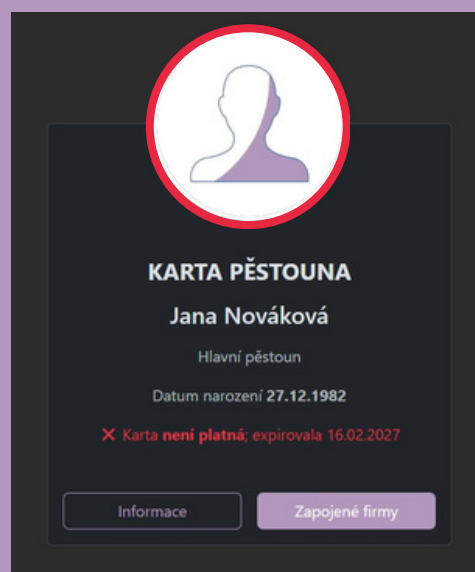 KARTA PĚSTOUNA
Jana Nováková
Hlavní pěstoun
Datum narození 27.12.1982
✕ Karta není platná; expirovala 16.02.2027
Informace
Zapojené firmy